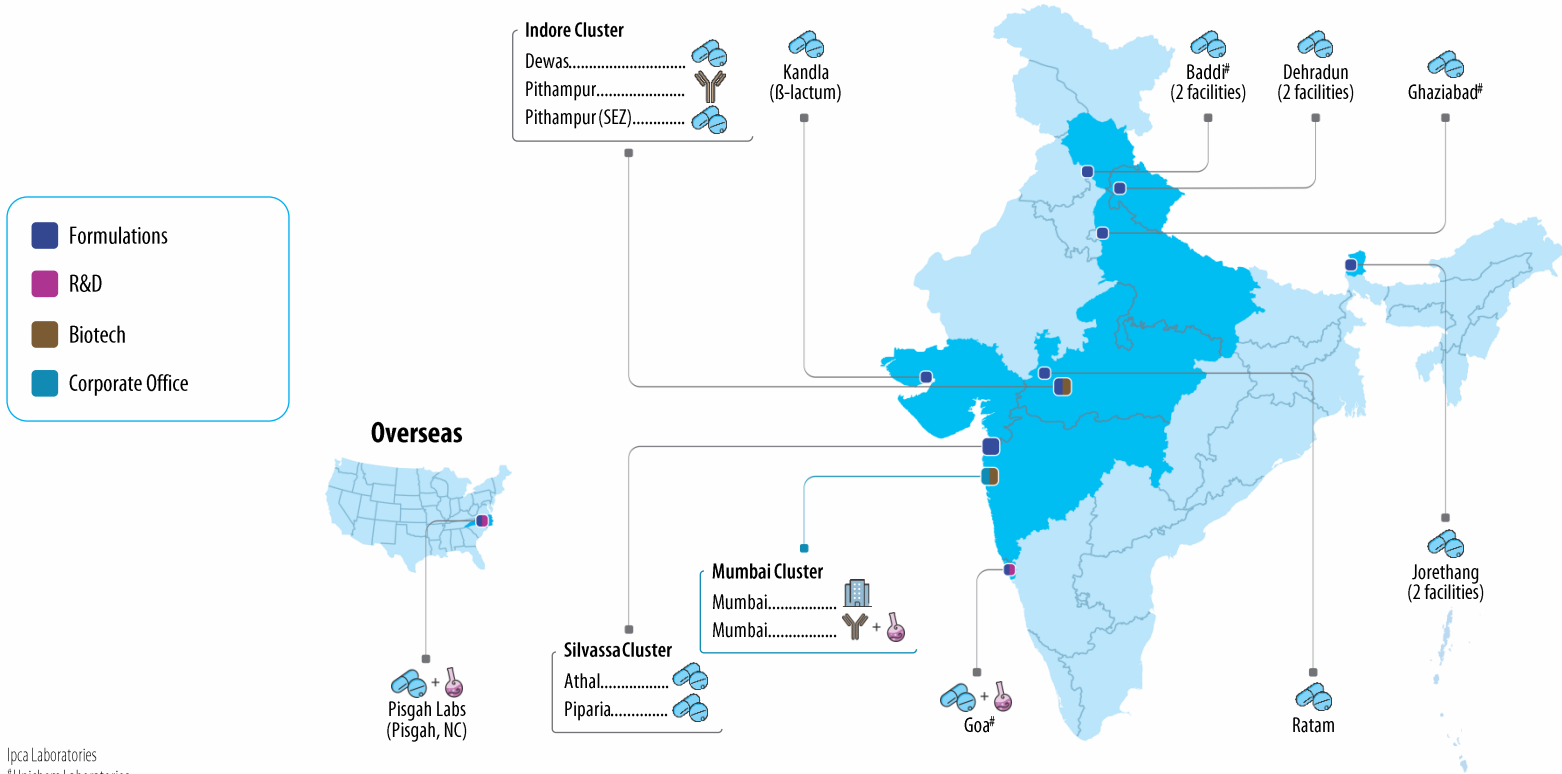 Indore Cluster
Dewas...........................
Pithampur.....................
Pithampur (SEZ)............
Kandla
(ß-lactum)
Baddi#
(2 facilities)
Dehradun
(2 facilities)
Ghaziabad#
Formulations
R&D
Biotech
Corporate Office
Overseas
Pisgah Labs
(Pisgah, NC)
Silvassa Cluster
Athal................
Piparia.............
Mumbai Cluster
Mumbai................
Mumbai................
+
+
+
Goa#
Ratam
Jorethang
(2 facilities)
Ipca Laboratories
#Unichem Laboratories